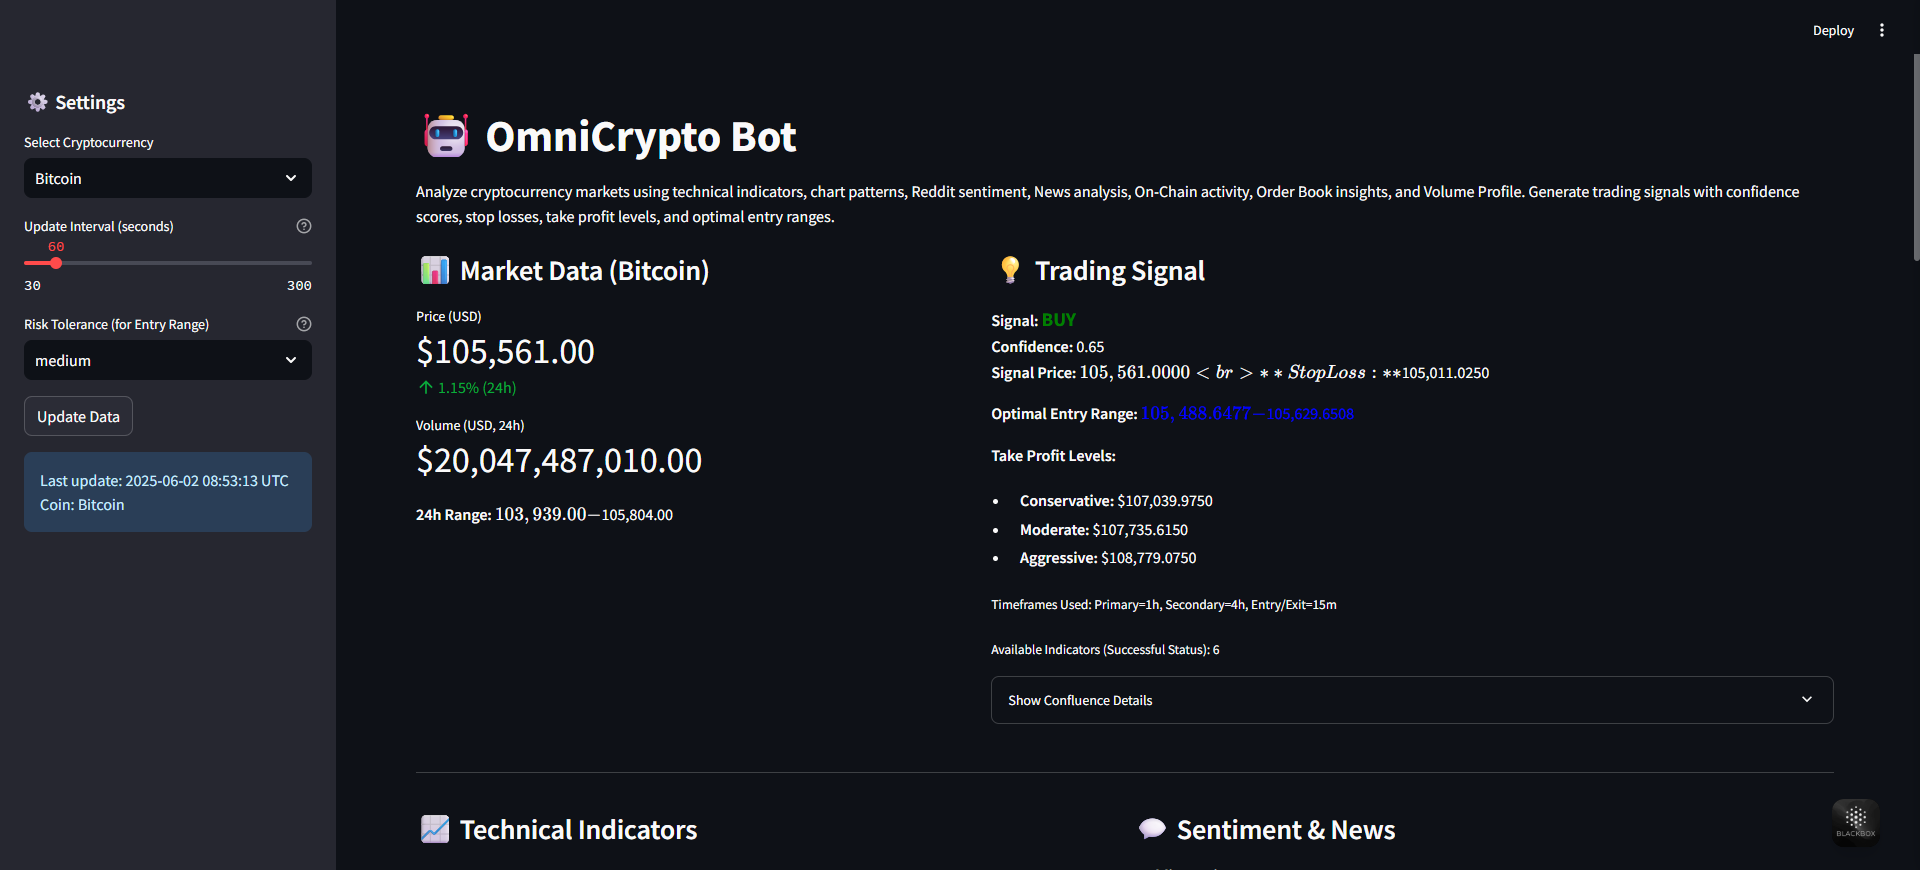 Deploy
Settings
Select Cryptocurrency
Bitcoin
Update Interval (seconds)
60
30 300
Risk Tolerance (for Entry Range)
medium
Update Data
Last update: 2025-06-02 08:53:13 UTC
Coin: Bitcoin
OmniCrypto Bot
Analyze cryptocurrency markets using technical indicators, chart patterns, Reddit sentiment, News analysis, On-Chain activity, Order Book insights, and Volume Profile. Generate trading signals with confidence
scores, stop losses, take profit levels, and optimal entry ranges.
Market Data (Bitcoin)
Price (USD)
$105,561.00
↑ 1.15% (24h)
Volume (USD, 24h)
$20,047,487,010.00
24h Range: 103,939.00−105,804.00
Trading Signal
Signal: BUY
Confidence: 0.65
Signal Price: 105,561.0000 < br > ** StopLoss : **105,011.0250
Optimal Entry Range: 105,488.6477−105,629.6508
Take Profit Levels:
• Conservative: $107,039.9750
• Moderate: $107,735.6150
• Aggressive: $108,779.0750
Timeframes Used: Primary=1h, Secondary=4h, Entry/Exit=15m
Available Indicators (Successful Status): 6
Show Confluence Details
Technical Indicators
Sentiment & News
BLACKBOX